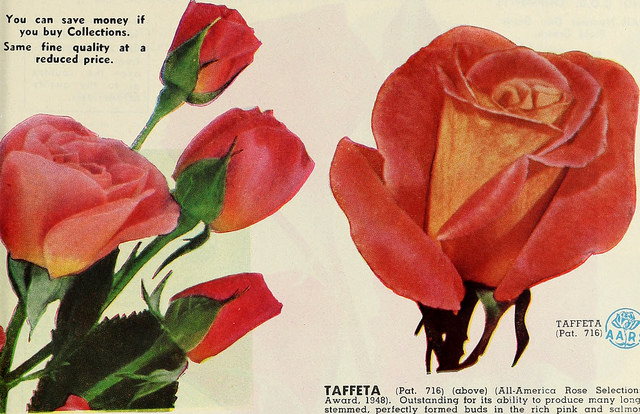 You can save money if
you buy Collections.
Same fine quality at a
reduced price.
TAFFETA
(Pat. 716)
AARS
TAFFETA (Pat. 716) (above) (All-America Rose Selection
Award, 1948). Outstanding for its ability to produce many long
stemmed, perfectly formed buds in the rich pink and